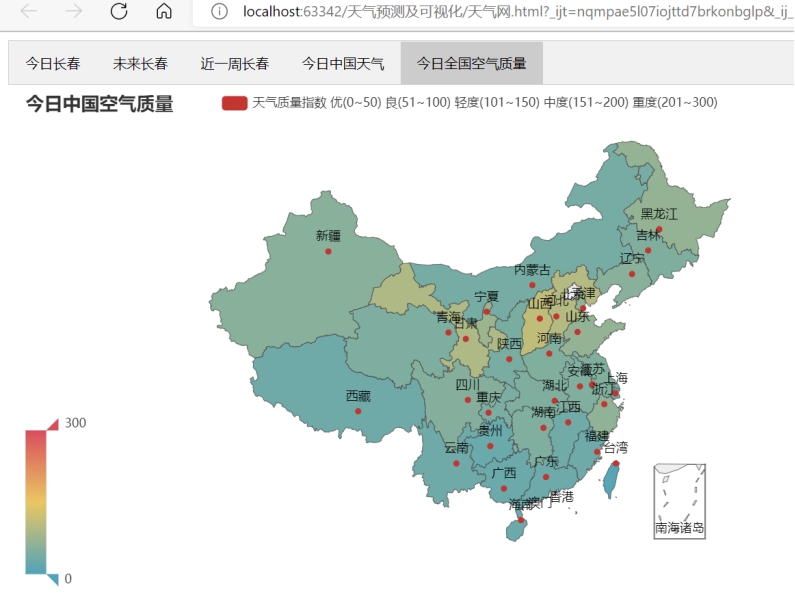 localhost:63342/天气预测及可视化/天气网.html?_ijt=nqmpae5l07iojttd7brkonbglp&_ij_
今日长春 未来长春 近一周长春 今日中国天气 今日全国空气质量
今日中国空气质量
天气质量指数 优(0~50) 良(51~100) 轻度(101~150) 中度(151~200) 重度(201~300)
黑龙江
新疆
吉林
辽宁
内蒙古
宁夏
北京
天津
山西
河北
青海
甘肃
山东
陕西
河南
安徽
江苏
上海
四川
湖北
浙江
西藏
重庆
湖南
江西
300
贵州
福建
云南
台湾
广东
广西
香港
海南
澳门
南海诸岛
0